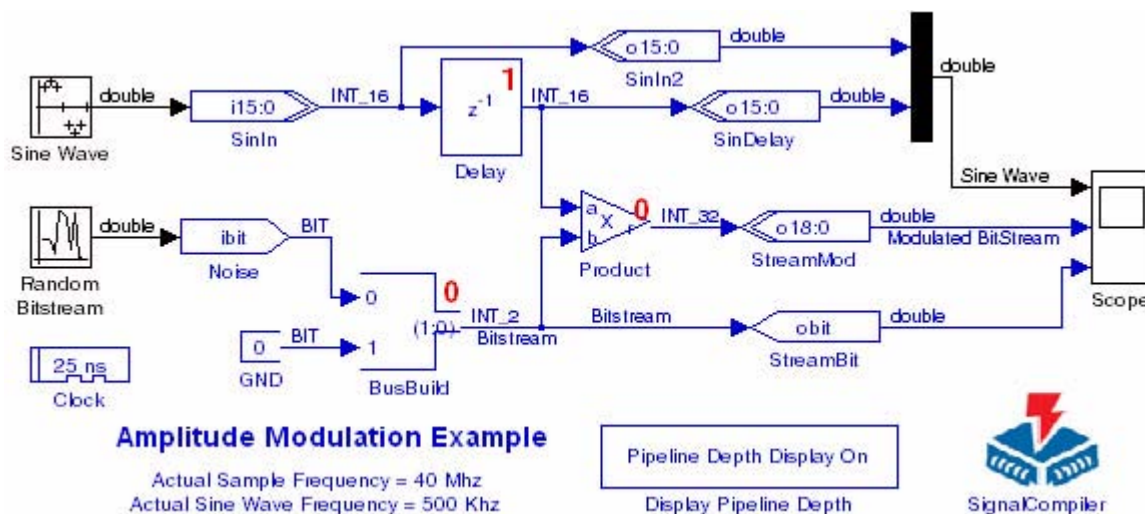 o15:0
double
SinIn2
double
double
i15:0
INT_16
1
z-1
INT_16
o15:0
double
Sine Wave
SinIn
Delay
SinDelay
Sine Wave
double
ibit
BIT
a
b
X
0
INT_32
o18:0
double
Modulated BitStream
Noise
Product
StreamMod
Random
Bitstream
0
0
(1:0)
INT_2
Bitstream
Bitstream
obit
double
Scope
0
BIT
1
StreamBit
GND
BusBuild
25 ns
Clock
Amplitude Modulation Example
Actual Sample Frequency = 40 Mhz
Actual Sine Wave Frequency = 500 Khz
Pipeline Depth Display On
Display Pipeline Depth
SignalCompiler